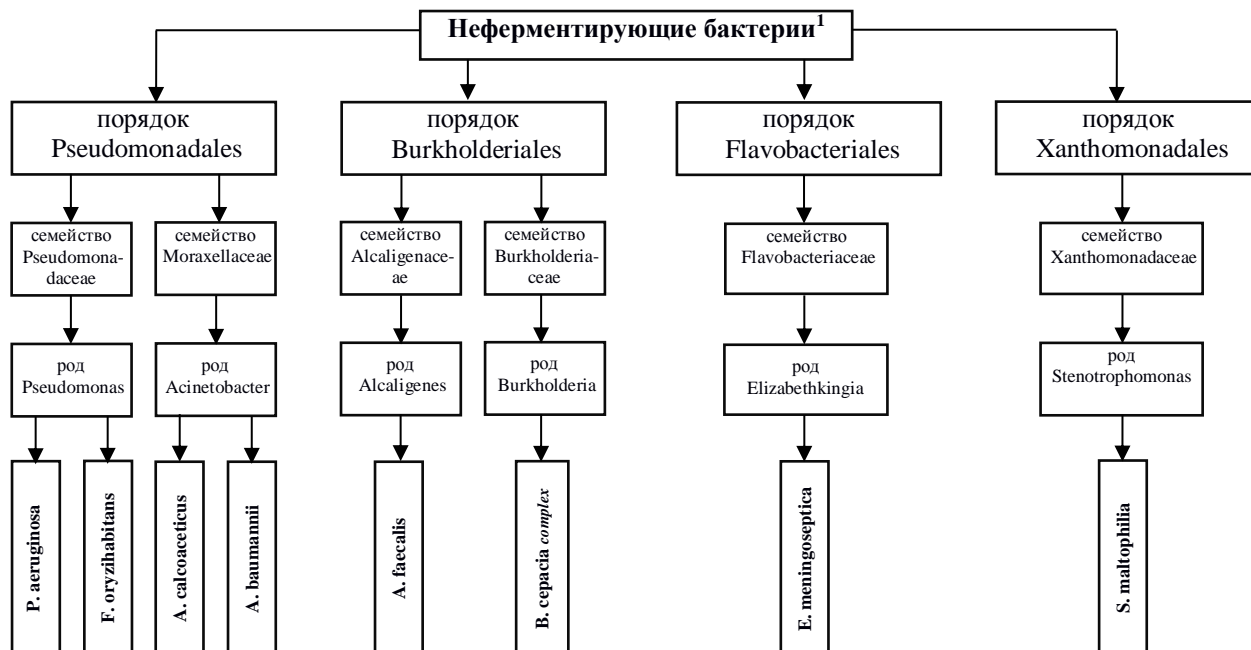 Неферментирующие бактерии1
порядок
Pseudomonadales
порядок
Burkholderiales
порядок
Flavobacteriales
порядок
Xanthomonadales
семейство
Pseudomona-
daceae
семейство
Moraxellaceae
семейство
Alcaligenace-
ae
семейство
Burkholderia-
ceae
семейство
Flavobacteriaceae
семейство
Xanthomonadaceae
род
Pseudomonas
род
Acinetobacter
род
Alcaligenes
род
Burkholderia
род
Elizabethkingia
род
Stenotrophomonas
P. aeruginosa
F. oryzihabitans
A. calcoaceticus
A. baumannii
A. faecalis
B. cepacia complex
E. meningoseptica
S. maltophilia